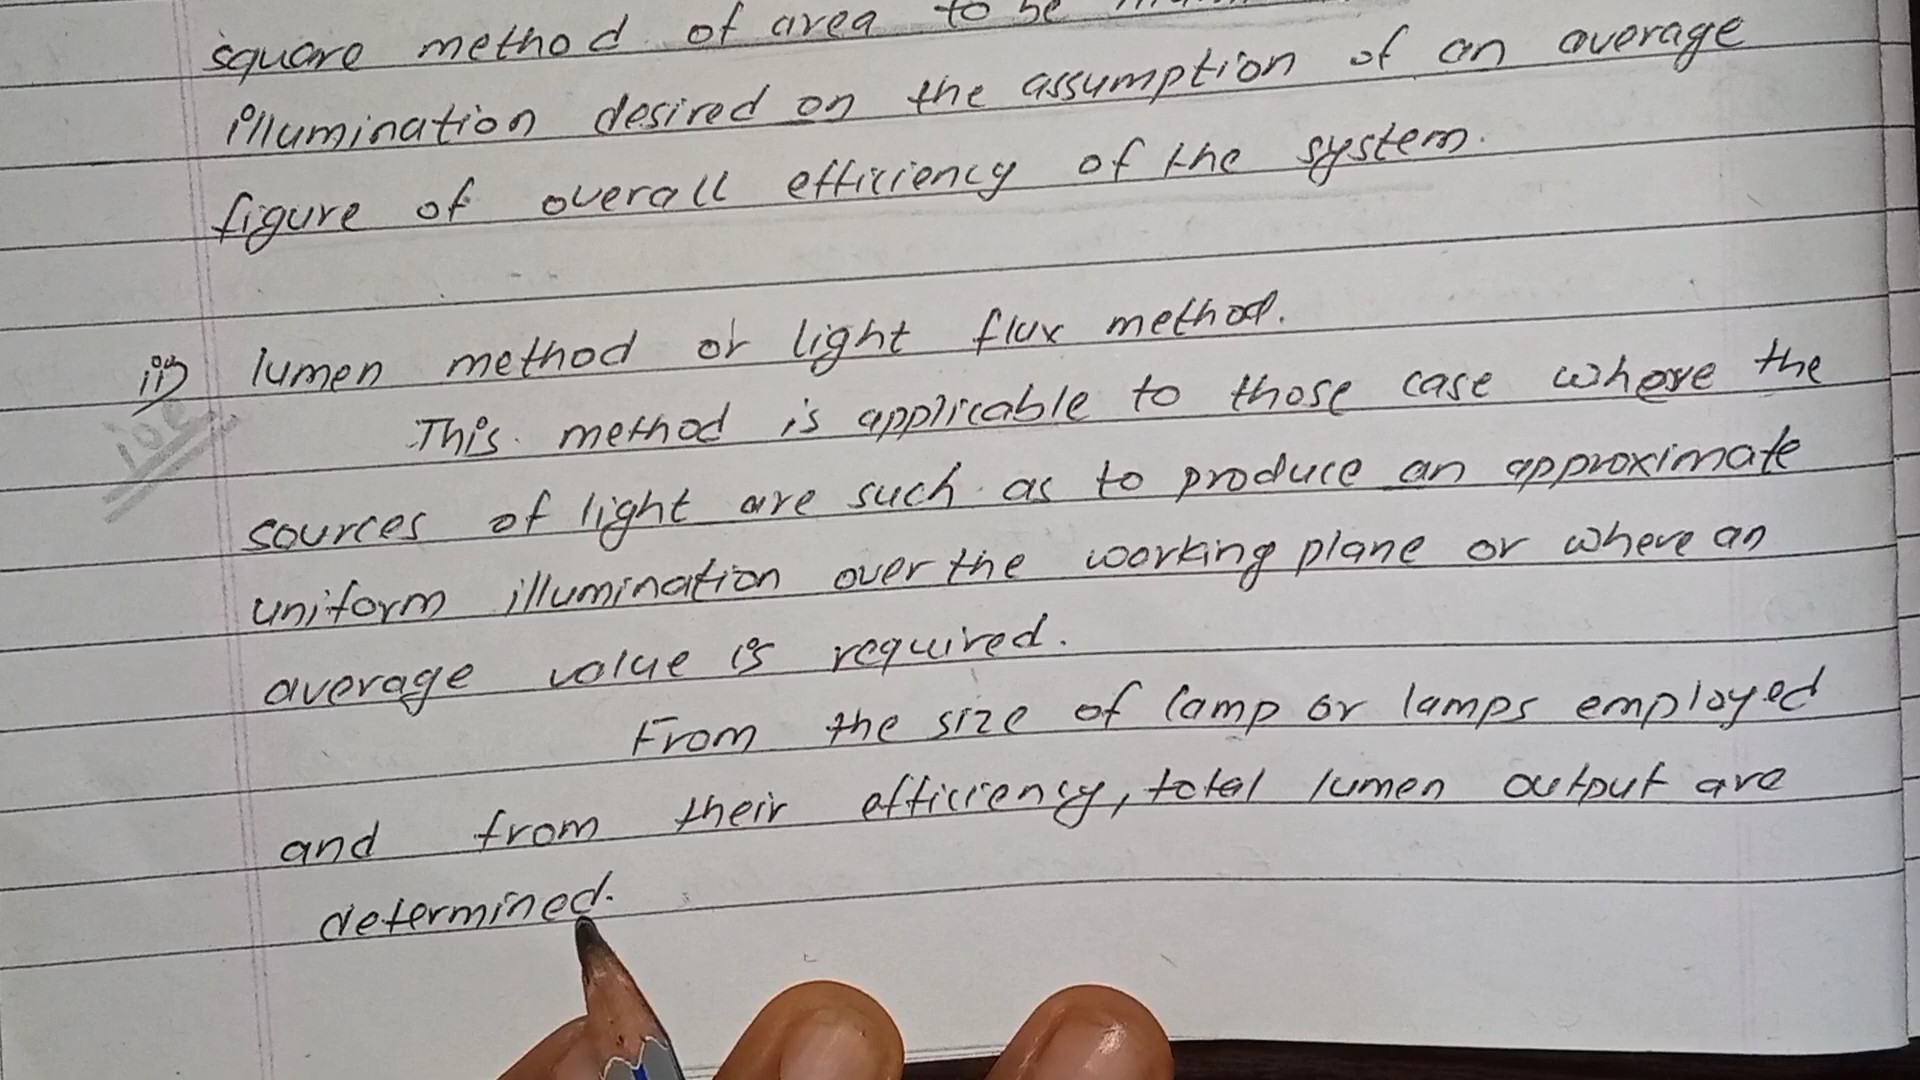 square method of area to be
illumination desired on the assumption of an average
figure of overall efficiency of the system.
ii) lumen method or light flux method.
This method is applicable to those case where the
sources of light are such as to produce an approximate
uniform illumination over the working plane or where an
average value is required.
From the size of lamp or lamps employed
and from their efficiency, total lumen output are
determined.
ioe